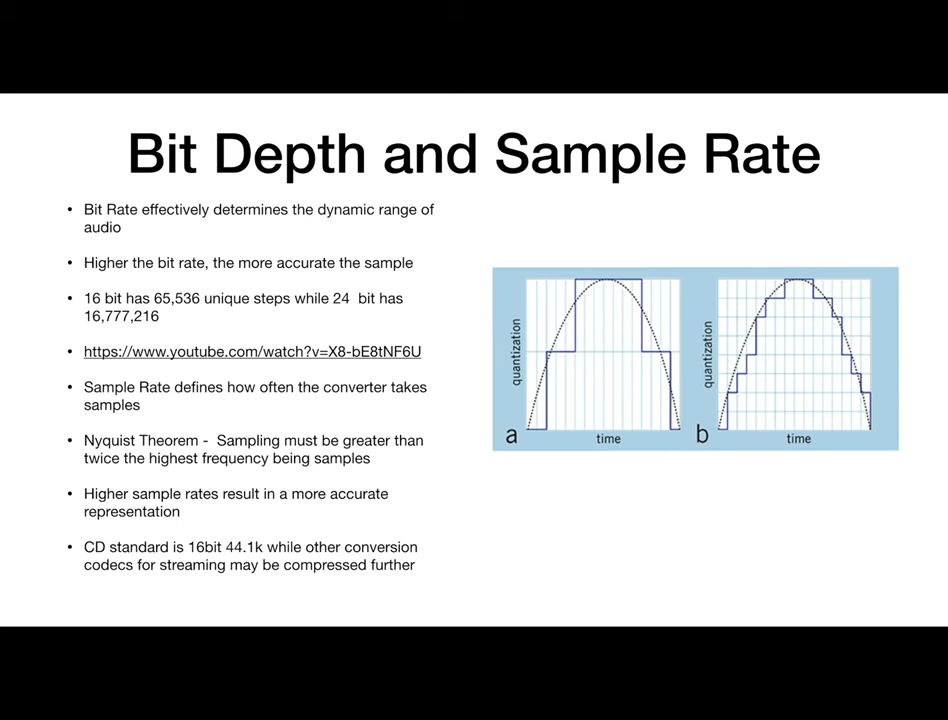 Bit Depth and Sample Rate
• Bit Rate effectively determines the dynamic range of
audio
• Higher the bit rate, the more accurate the sample
• 16 bit has 65,536 unique steps while 24  bit has
16,777,216
• https://www.youtube.com/watch?v=X8-bE8tNF6U
• Sample Rate defines how often the converter takes
samples
• Nyquist Theorem -  Sampling must be greater than
twice the highest frequency being samples
• Higher sample rates result in a more accurate
representation
• CD standard is 16bit 44.1k while other conversion
codecs for streaming may be compressed further
quantization
a
time
quantization
b
time